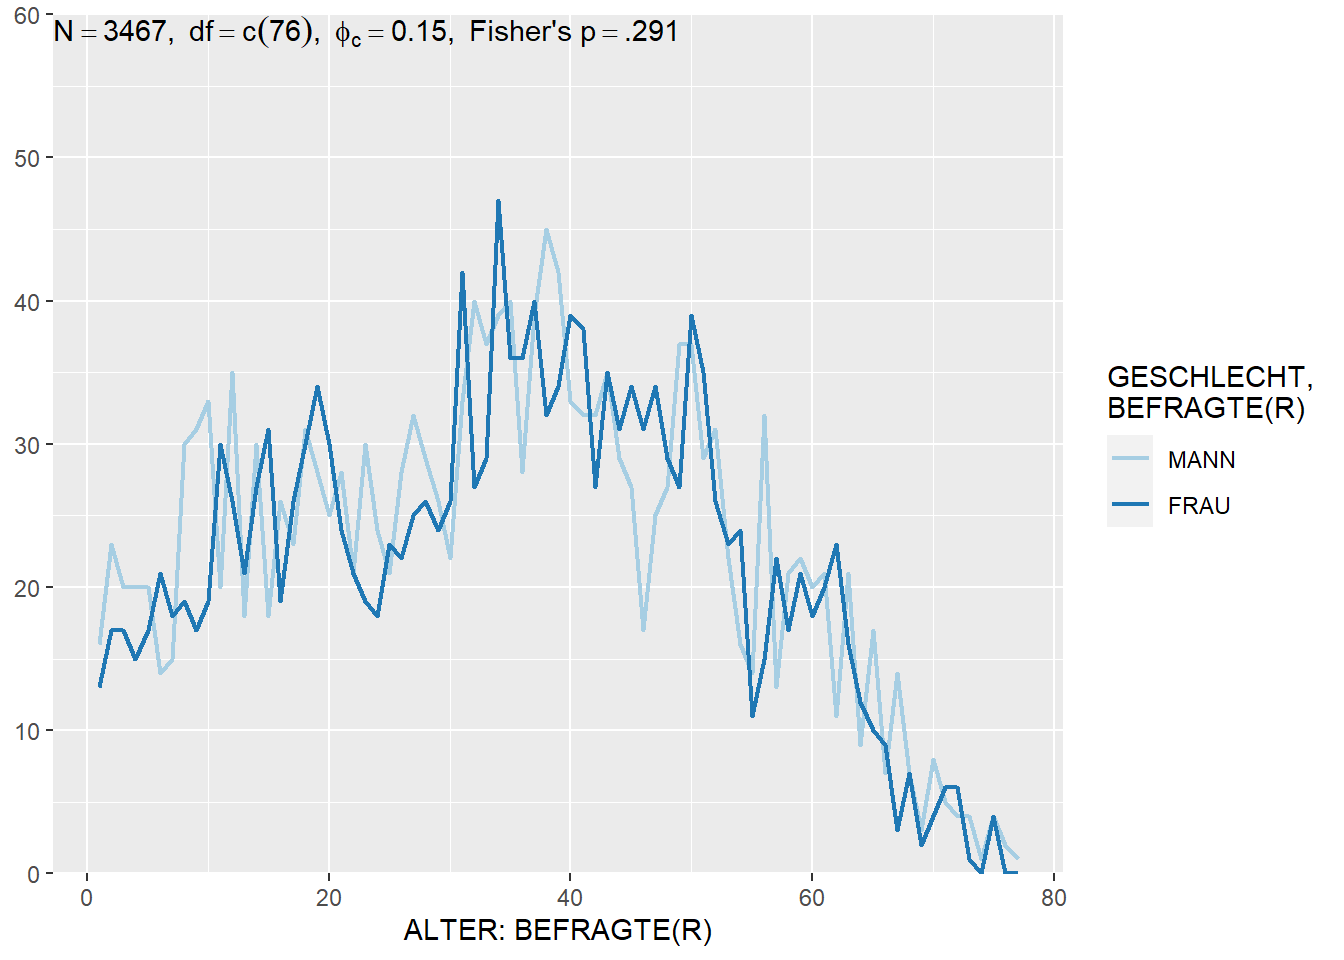 N = 3467, df = c(76), ϕc = 0.15, Fisher's p = .291
60
50
40
30
20
10
0
0 20 40 60 80
ALTER: BEFRAGTE(R)
GESCHLECHT,
BEFRAGTE(R)
MANN
FRAU